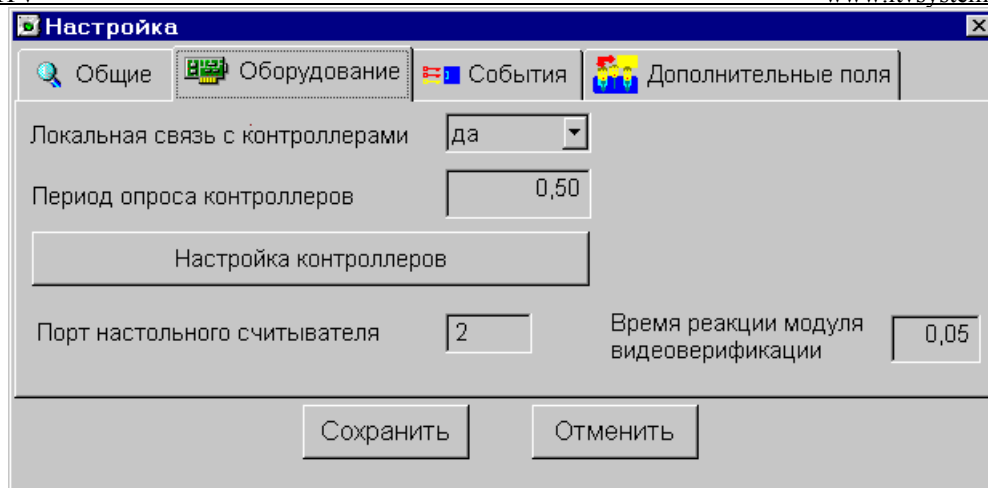 Настройка
Общие Оборудование События Дополнительные поля
Локальная связь с контроллерами да
Период опроса контроллеров 0,50
Настройка контроллеров
Порт настольного считывателя 2 Время реакции модуля видеоверификации 0,05
Сохранить Отменить